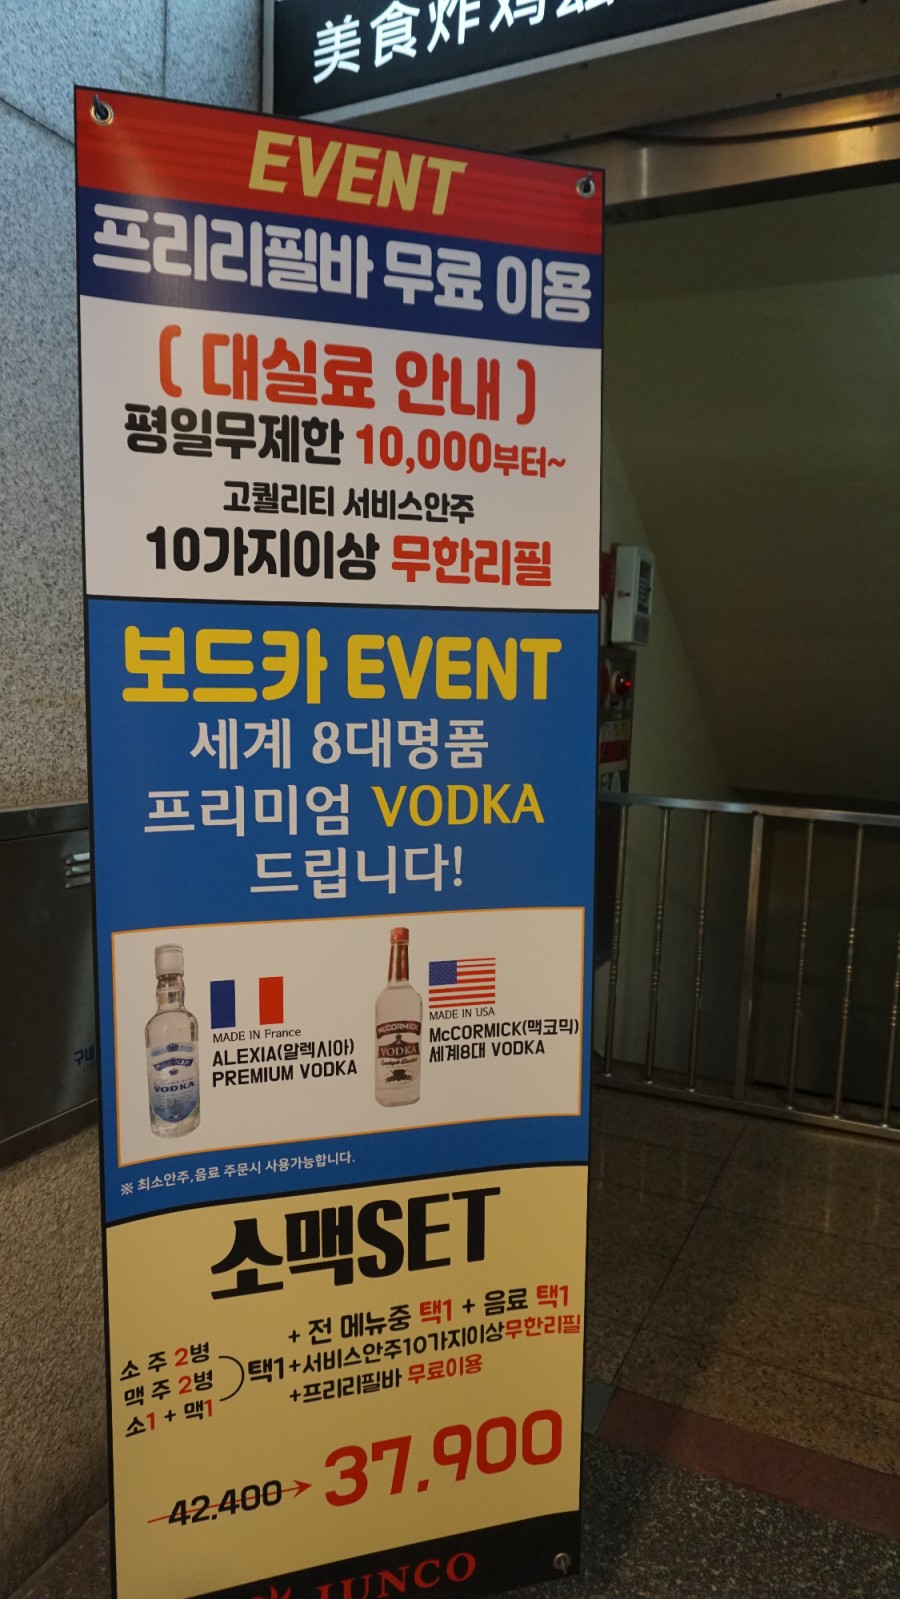 美食炸鸡
EVENT
프리리필바 무료 이용
( 대실료 안내 )
평일무제한 10,000부터~
고퀄리티 서비스안주
10가지이상 무한리필
보드카 EVENT
세계 8대명품
프리미엄 VODKA
드립니다!
MADE IN France
ALEXIA(알렉시아)
PREMIUM VODKA
VODKA
MADE IN USA
McCORMICK(맥코믹)
세계8대 VODKA
McCORMICK
VODKA
※ 최소안주,음료 주문시 사용가능합니다.
소맥SET
소 주 2병
맥 주 2병
소1 + 맥1
택1
+ 전 메뉴중 택1 + 음료 택1
+서비스안주10가지이상무한리필
+프리리필바 무료이용
42.400 → 37.900
JUNCO
구내